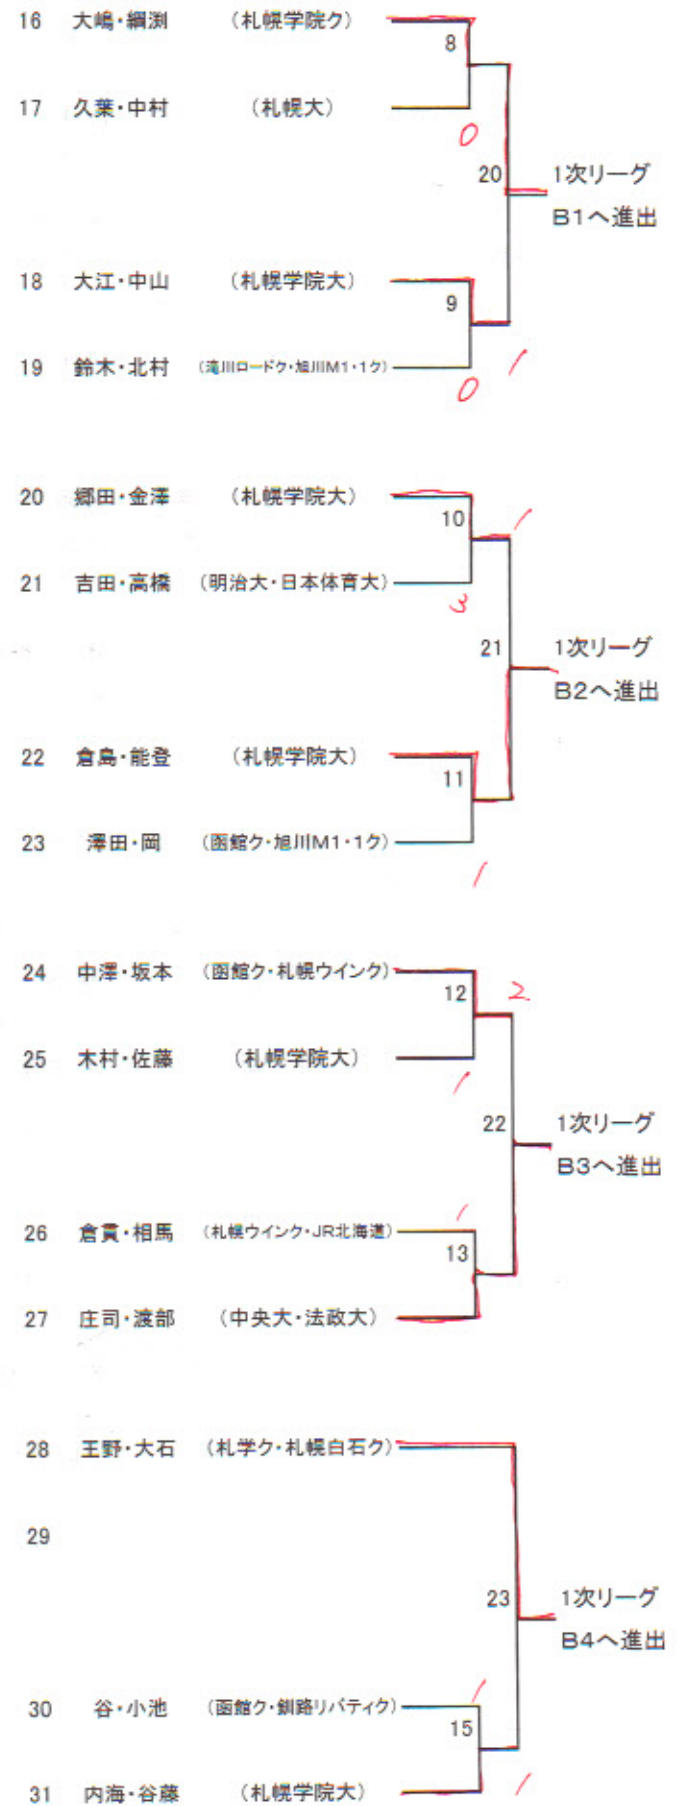 16 大嶋・綱渕 (札幌学院ク)
8
17 久葉・中村 (札幌大)
0
20 1次リーグ
B1へ進出
18 大江・中山 (札幌学院大)
9
19 鈴木・北村 (滝川ロードク・旭川M1・1ク)
0 1
20 郷田・金澤 (札幌学院大)
10 1
21 吉田・高橋 (明治大・日本体育大)
3
21 1次リーグ
B2へ進出
22 倉島・能登 (札幌学院大)
11
23 澤田・岡 (函館ク・旭川M1・1ク)
1
24 中澤・坂本 (函館ク・札幌ウインク)
12 2
25 木村・佐藤 (札幌学院大)
1
22 1次リーグ
B3へ進出
1
26 倉貫・相馬 (札幌ウインク・JR北海道)
13
27 庄司・渡部 (中央大・法政大)
28 王野・大石 (札学ク・札幌白石ク)
29
23 1次リーグ
B4へ進出
1
30 谷・小池 (函館ク・釧路リバティク)
15
31 内海・谷藤 (札幌学院大)
1